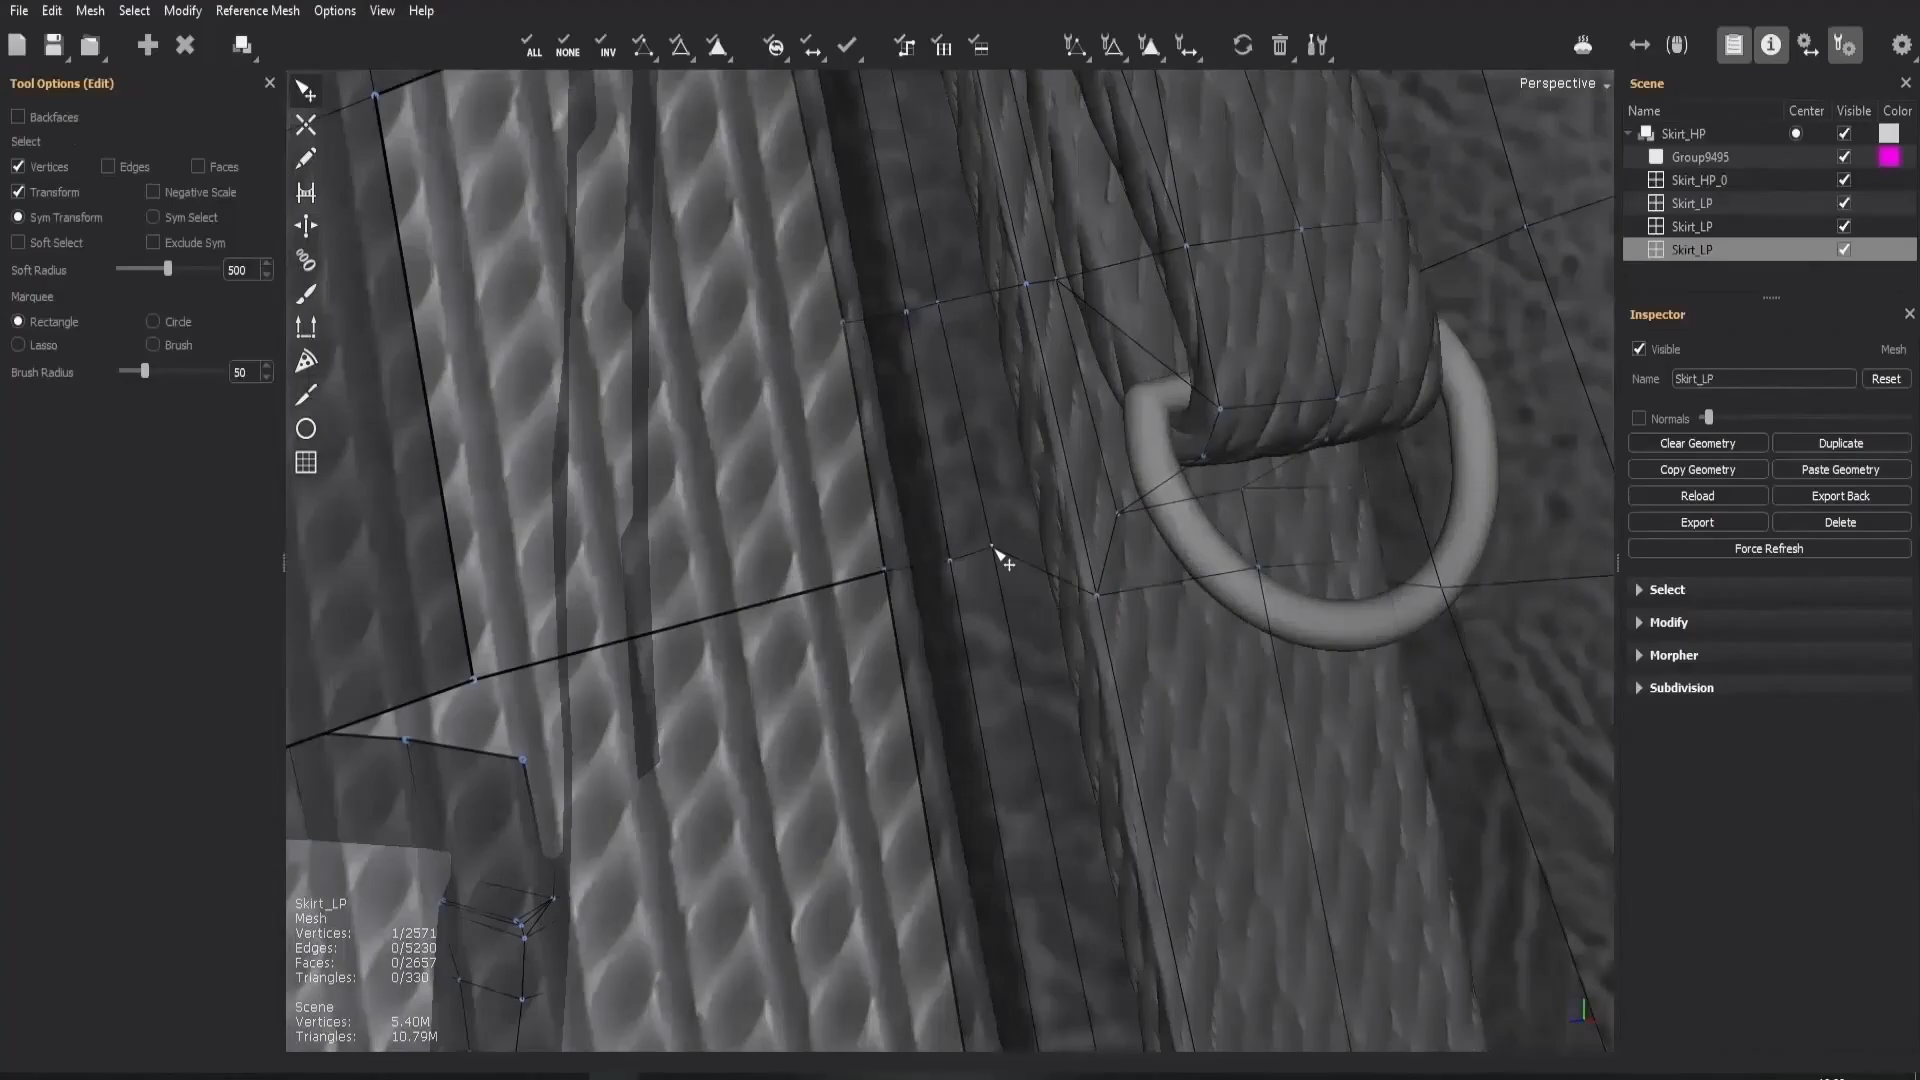 File Edit Mesh Select Modify Reference Mesh Options View Help
ALL NONE INV
Tool Options (Edit)
Backfaces
Select
Vertices Edges Faces
Transform Negative Scale
Sym Transform Sym Select
Soft Select Exclude Sym
Soft Radius 500
Marquee
Rectangle Circle
Lasso Brush
Brush Radius 50
Perspective
Skirt_LP
Mesh
Vertices: 1/2571
Edges: 0/5230
Faces: 0/2657
Triangles: 0/330
Scene
Vertices: 5.40M
Triangles: 10.79M
Scene
Name Center Visible Color
Skirt_HP
Group9495
Skirt_HP_0
Skirt_LP
Skirt_LP
Skirt_LP
Inspector
Visible Mesh
Name Skirt_LP Reset
Normals
Clear Geometry Duplicate
Copy Geometry Paste Geometry
Reload Export Back
Export Delete
Force Refresh
Select
Modify
Morpher
Subdivision